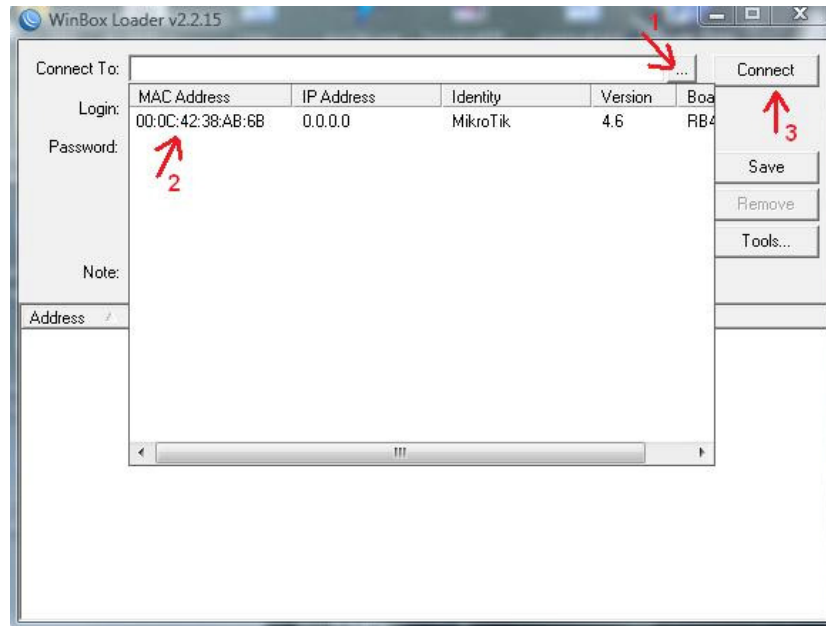 WinBox Loader v2.2.15
1
Connect To:
...
Connect
MAC Address IP Address Identity Version Boa
Login:
00:0C:42:38:AB:6B 0.0.0.0 MikroTik 4.6 RB4
3
Password:
2
Save
Remove
Tools...
Note:
Address